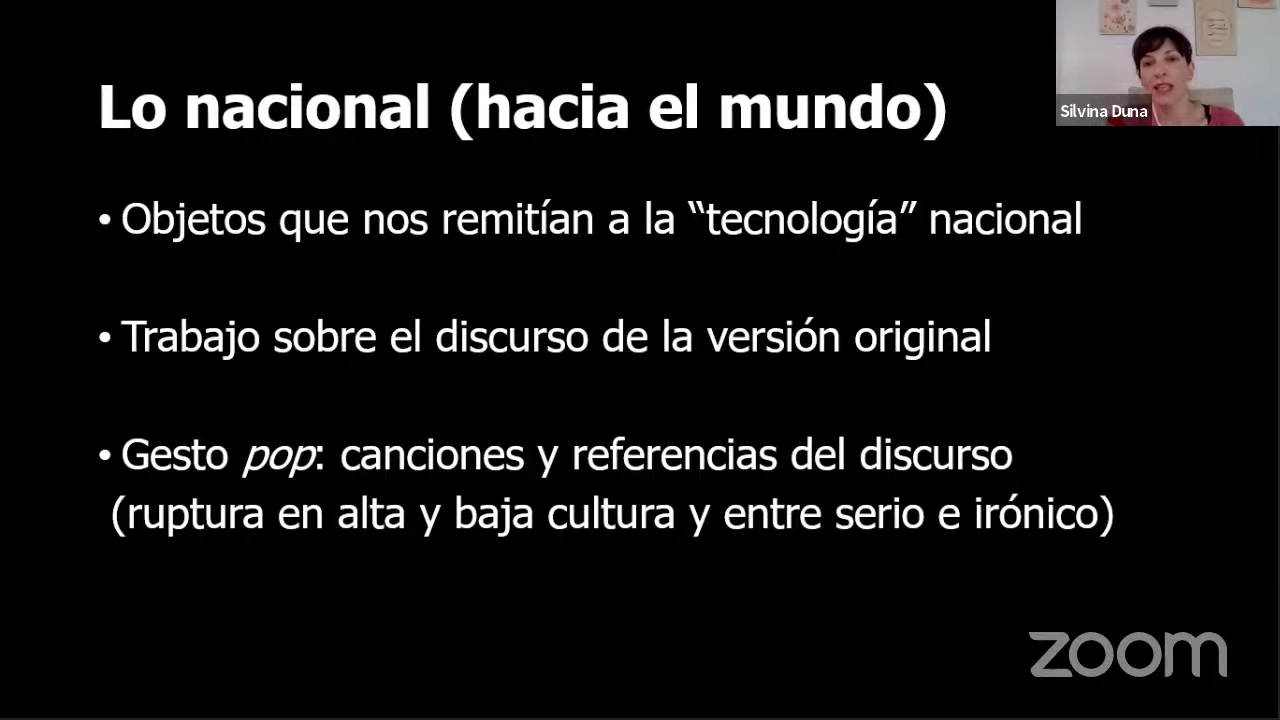 Lo nacional (hacia el mundo)
Silvina Duna
• Objetos que nos remitían a la “tecnología” nacional
• Trabajo sobre el discurso de la versión original
• Gesto pop: canciones y referencias del discurso
(ruptura en alta y baja cultura y entre serio e irónico)
zoom